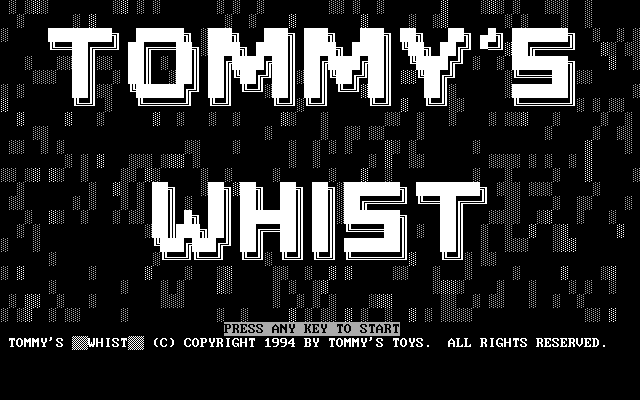 TOMMY'S
WHIST
PRESS ANY KEY TO START
TOMMY'S ░░WHIST░░ (C) COPYRIGHT 1994 BY TOMMY'S TOYS.  ALL RIGHTS RESERVED.